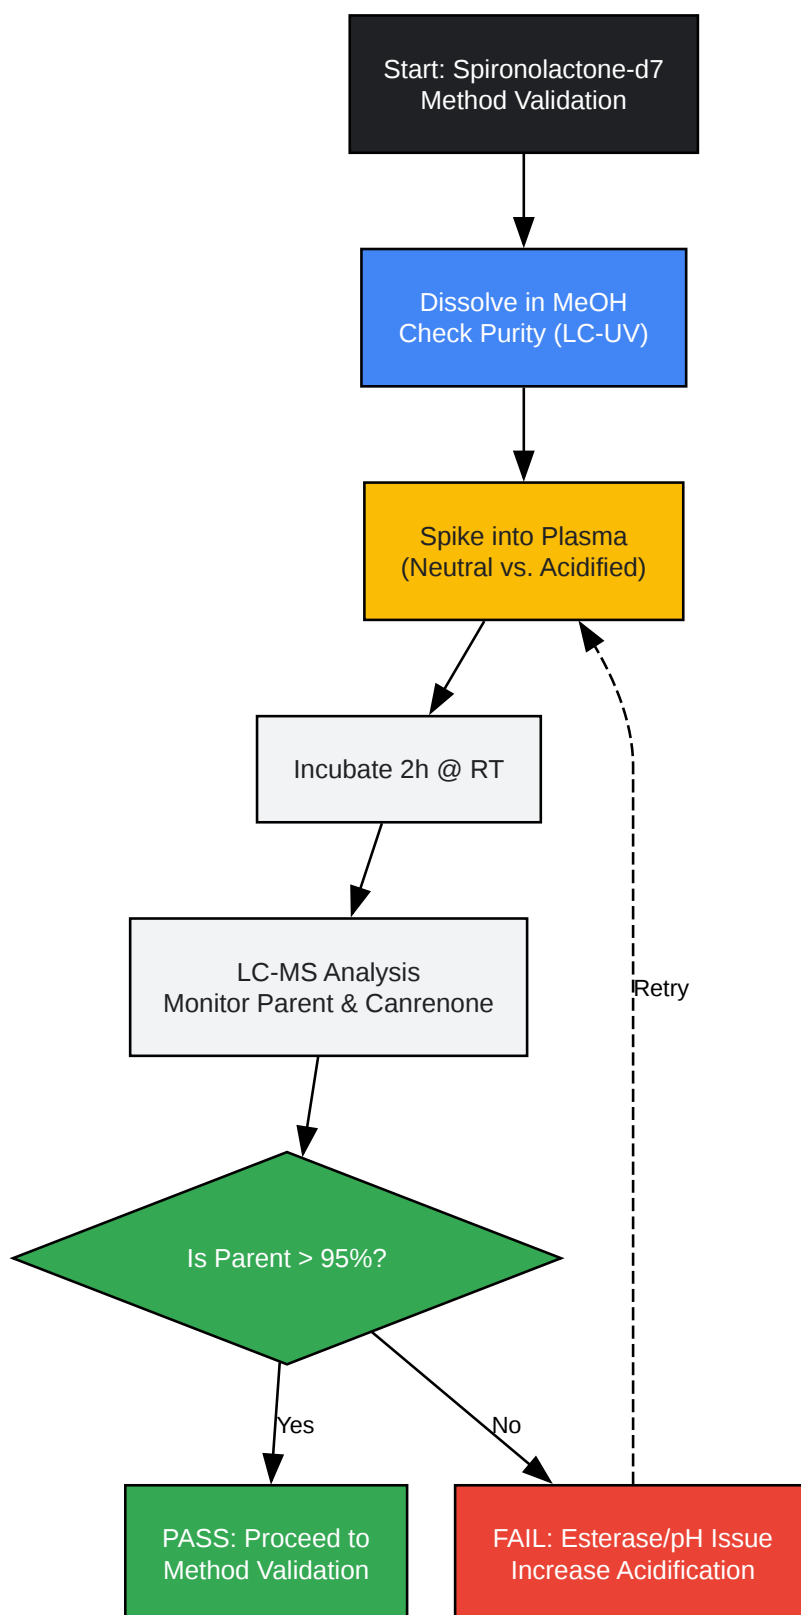 Start: Spironolactone-d7
Method Validation
Dissolve in MeOH
Check Purity (LC-UV)
Spike into Plasma
(Neutral vs. Acidified)
Incubate 2h @ RT
LC-MS Analysis
Monitor Parent & Canrenone
Retry
Is Parent > 95%?
Yes
No
PASS: Proceed to
Method Validation
FAIL: Esterase/pH Issue
Increase Acidification